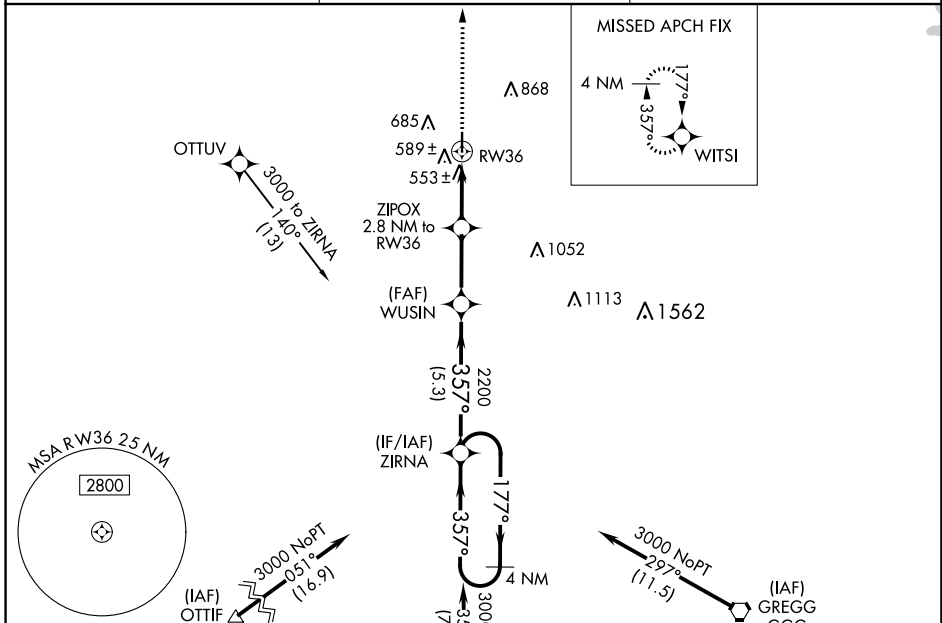 MISSED APCH FIX
4 NM
177°
357°
WITSI
868
685
589 ±
553 ±
RW36
OTTUV
3000 to ZIRNA
140°
(13)
ZIPOX
2.8 NM to
RW36
1052
(FAF)
WUSIN
1113
1562
2200
357°
(5.3)
(IF/IAF)
ZIRNA
MSA RW36 25 NM
2800
177°
357°
4 NM
3000 NoPT
051°
(16.9)
(IAF)
OTTIF
3000 NoPT
297°
(11.5)
(IAF)
GREGG
3000